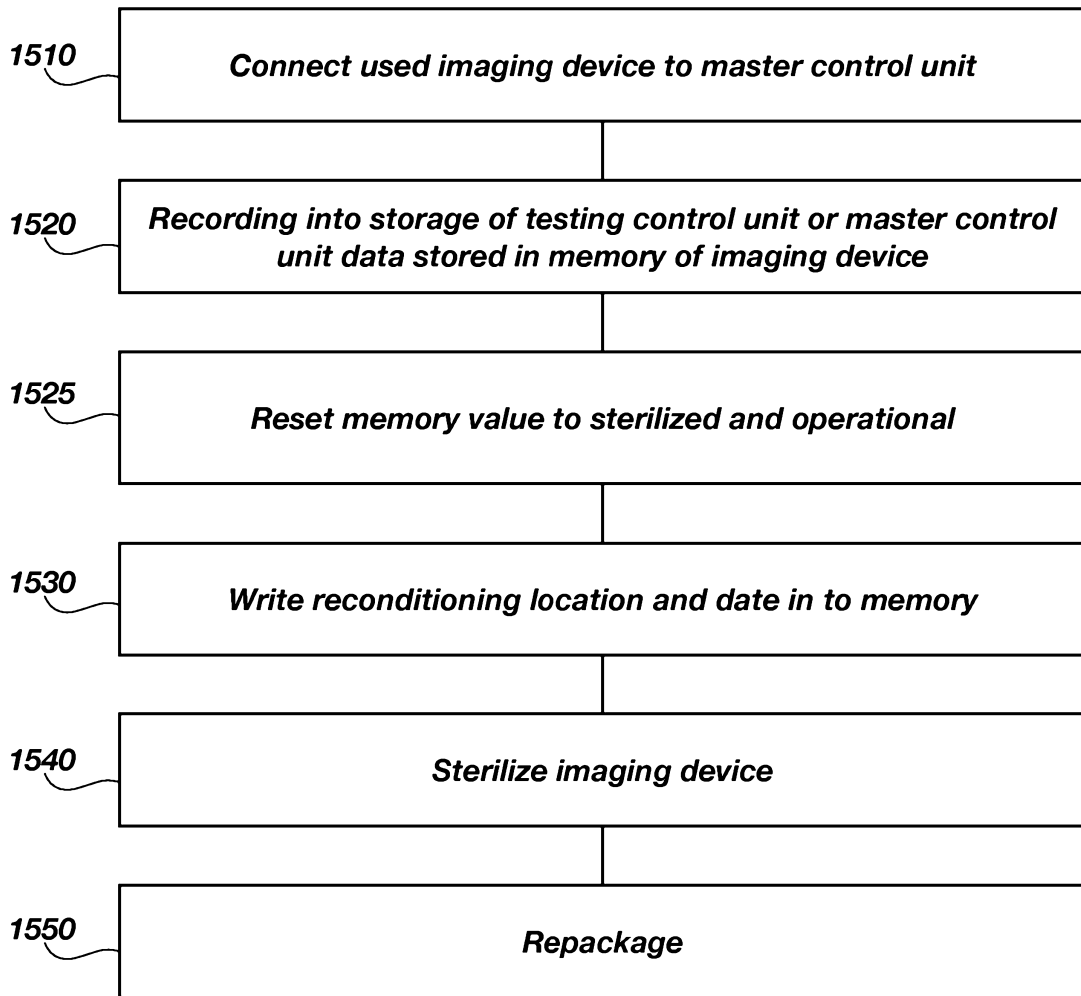 1510
Connect used imaging device to master control unit
1520
Recording into storage of testing control unit or master control
unit data stored in memory of imaging device
1525
Reset memory value to sterilized and operational
1530
Write reconditioning location and date in to memory
1540
Sterilize imaging device
1550
Repackage